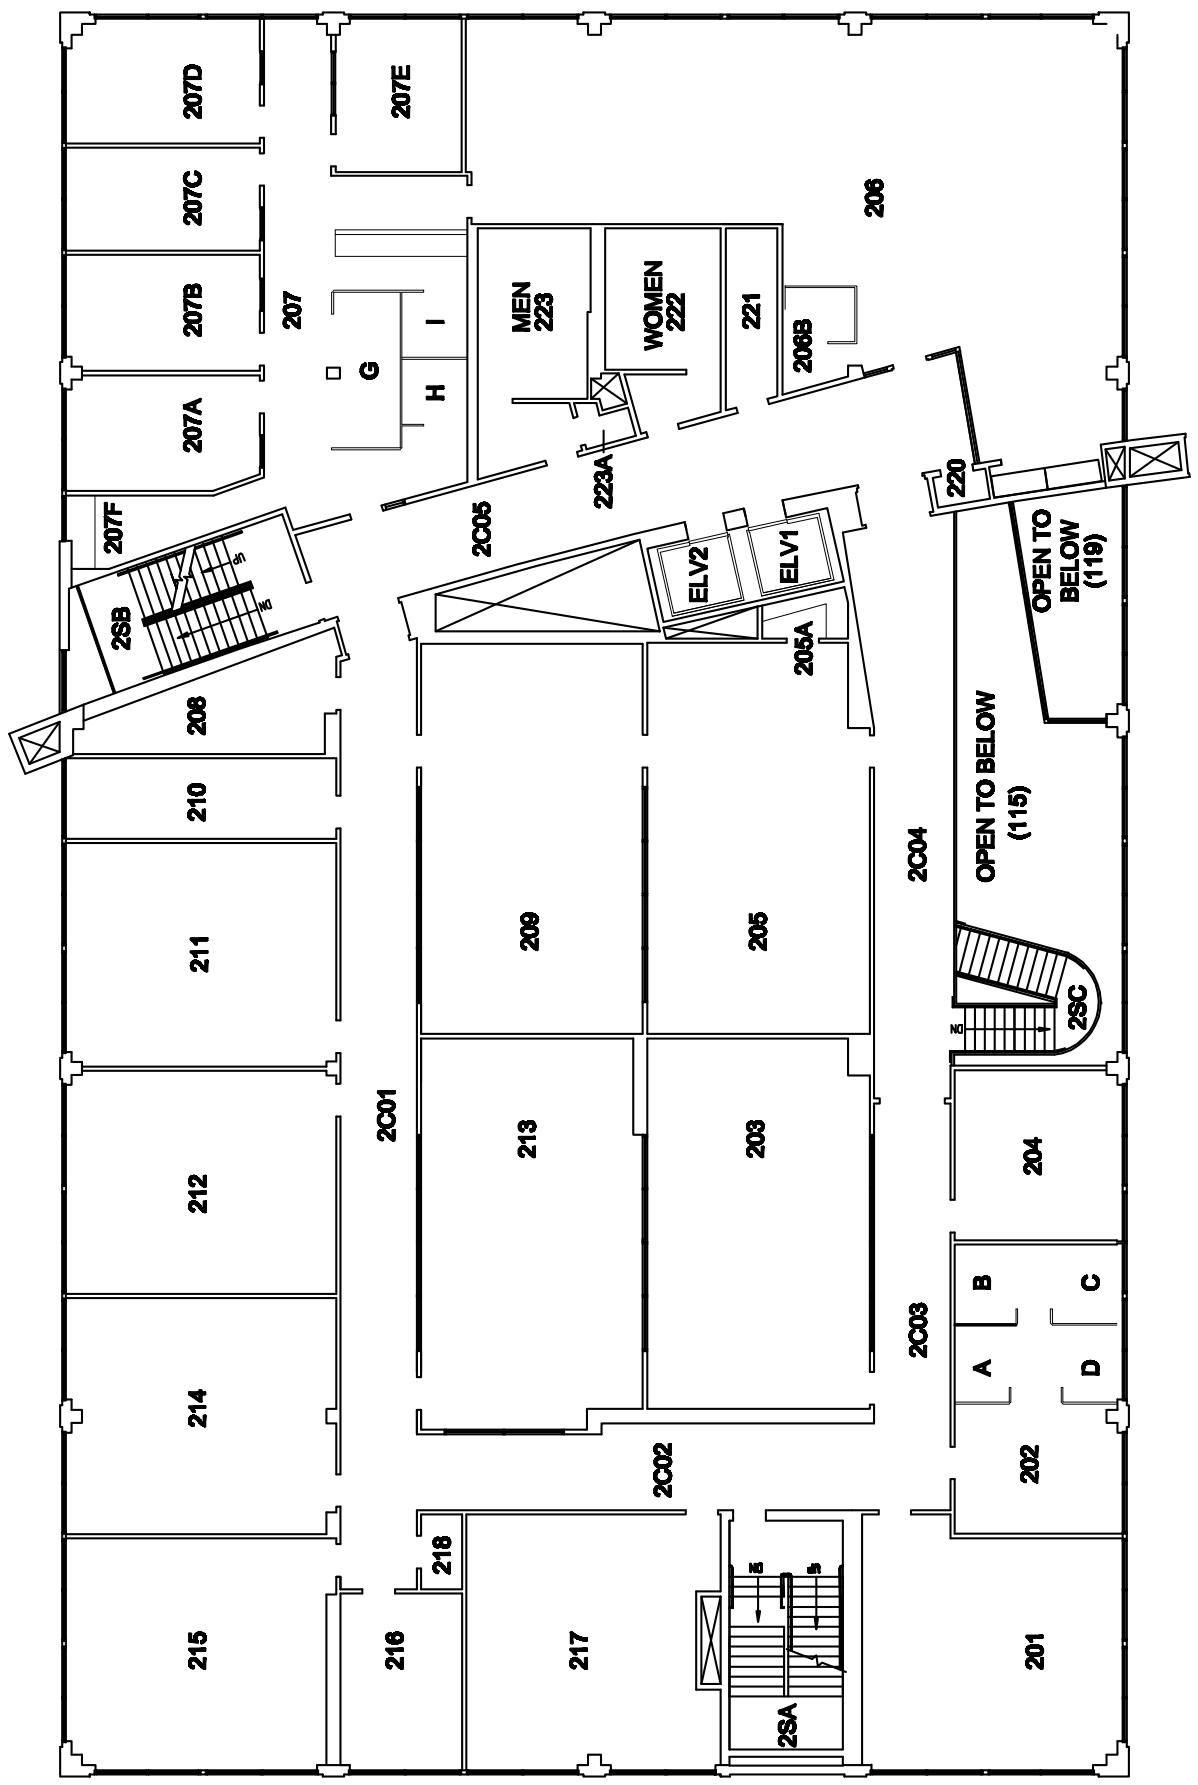 207D
207E
207C
206
207B
207
MEN
223
WOMEN
222
221
206B
I
G
H
207A
223A
220
207F
2C05
ELV2
ELV1
OPEN TO
BELOW
(119)
UP
DN
2SB
205A
208
210
OPEN TO BELOW
(115)
2C04
211
209
205
2SC
DN
2C01
213
203
204
212
B
C
2C03
A
D
214
2C02
202
218
DN
UP
215
216
217
201
2SA